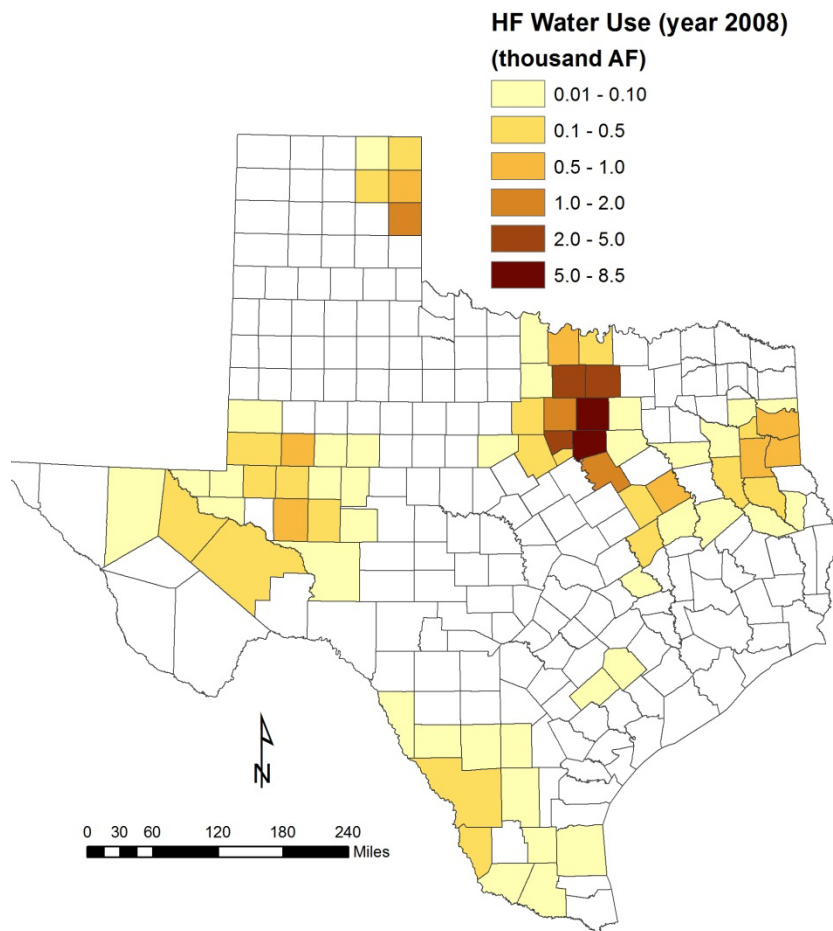 HF Water Use (year 2008)
(thousand AF)
0.01 - 0.10
0.1 - 0.5
0.5 - 1.0
1.0 - 2.0
2.0 - 5.0
5.0 - 8.5
N
0 30 60 120 180 240
Miles